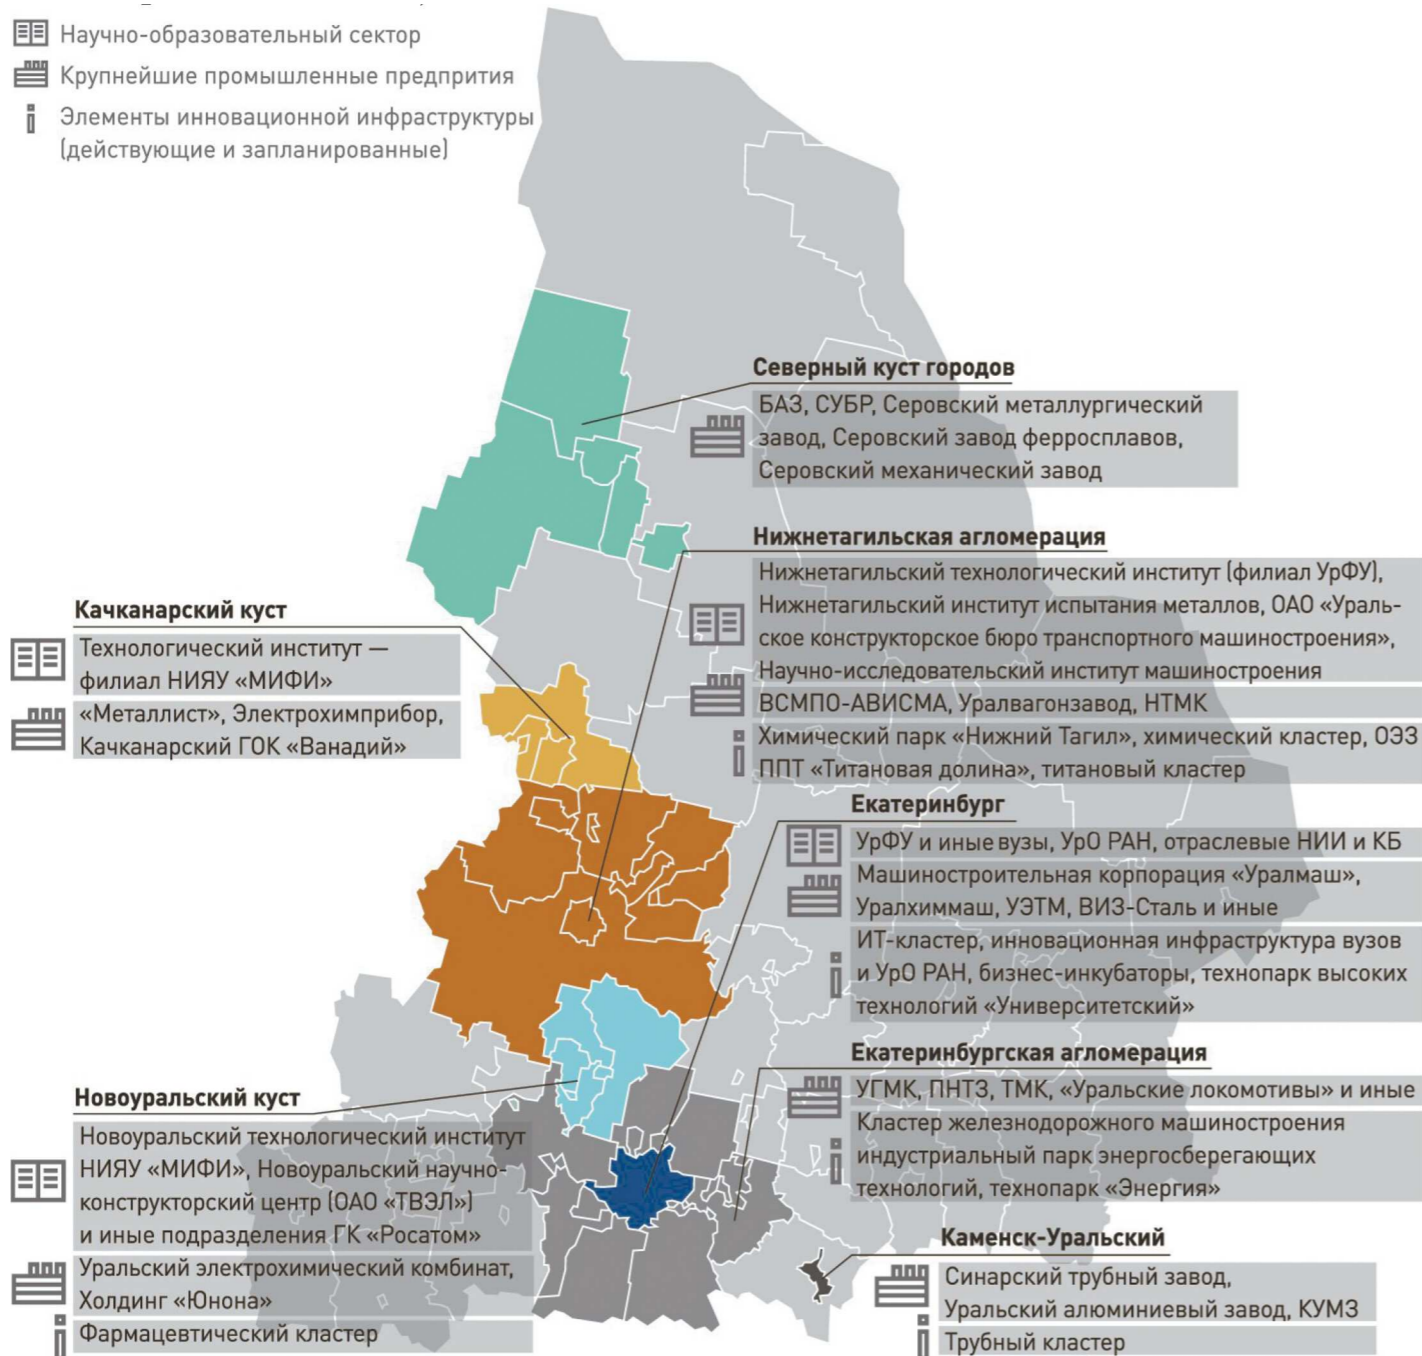 Научно-образовательный сектор
Крупнейшие промышленные предпрития
Элементы инновационной инфраструктуры
(действующие и запланированные)
Северный куст городов
БАЗ, СУБР, Серовский металлургический
завод, Серовский завод ферросплавов,
Серовский механический завод
Нижнетагильская агломерация
Нижнетагильский технологический институт (филиал УрФУ),
Нижнетагильский институт испытания металлов, ОАО «Ураль-
ское конструкторское бюро транспортного машиностроения»,
Научно-исследовательский институт машиностроения
ВСМПО-АВИСМА, Уралвагонзавод, НТМК
Химический парк «Нижний Тагил», химический кластер, ОЭЗ
ППТ «Титановая долина», титановый кластер
Качканарский куст
Технологический институт —
филиал НИЯУ «МИФИ»
«Металлист», Электрохимприбор,
Качканарский ГОК «Ванадий»
Екатеринбург
УрФУ и иные вузы, УрО РАН, отраслевые НИИ и КБ
Машиностроительная корпорация «Уралмаш»,
Уралхиммаш, УЭТМ, ВИЗ-Сталь и иные
ИТ-кластер, инновационная инфраструктура вузов
и УрО РАН, бизнес-инкубаторы, технопарк высоких
технологий «Университетский»
Екатеринбургская агломерация
УГМК, ПНТЗ, ТМК, «Уральские локомотивы» и иные
Кластер железнодорожного машиностроения
индустриальный парк энергосберегающих
технологий, технопарк «Энергия»
Новоуральский куст
Новоуральский технологический институт
НИЯУ «МИФИ», Новоуральский научно-
конструкторский центр (ОАО «ТВЭЛ»)
и иные подразделения ГК «Росатом»
Уральский электрохимический комбинат,
Холдинг «Юнона»
Фармацевтический кластер
Каменск-Уральский
Синарский трубный завод,
Уральский алюминиевый завод, КУМЗ
Трубный кластер